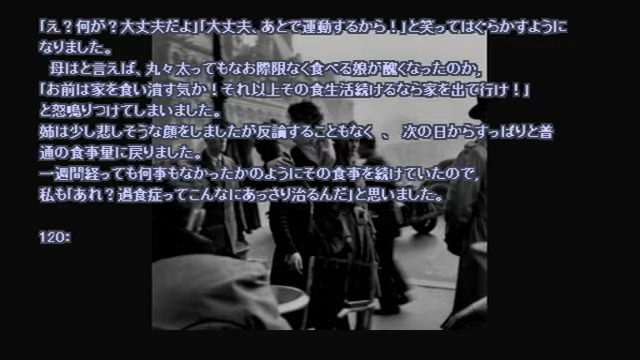 「え？何が？大丈夫だよ」「大丈夫、あとで運動するから！」と笑ってはぐらかすように
なりました。
母はと言えば、丸々太ってもなお際限なく食べる娘が醜くなったのか,
「お前は家を食い潰す気か！それ以上その食生活続けるなら家を出て行け！」
と怒鳴りつけてしまいました。
姉は少し悲しそうな顔をしましたが反論することもなく 、 次の日からすっぱりと普
通の食事量に戻りました。
一週間経っても何事もなかったかのようにその食事を続けていたので,
私も「あれ？過食症ってこんなにあっさり治るんだ」と思いました。
120: